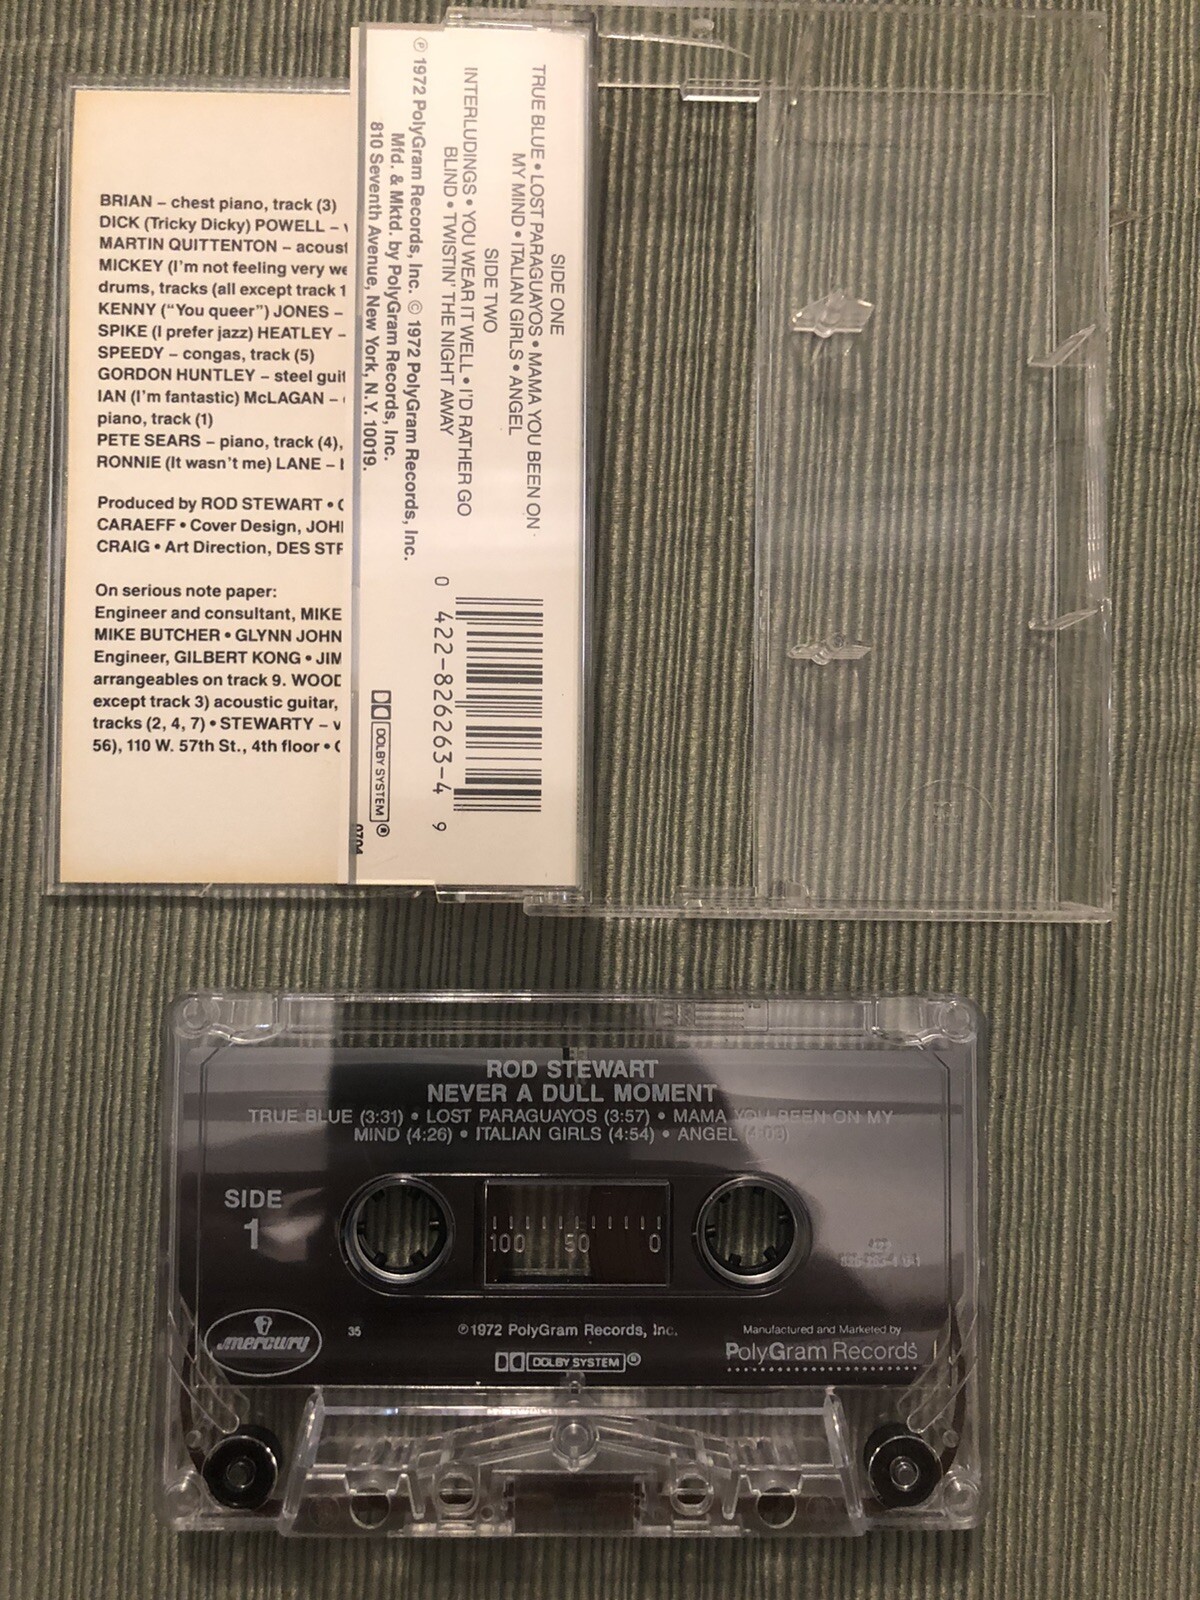 BRIAN – chest piano, track (3)
DICK (Tricky Dicky) POWELL –
MARTIN QUITTENTON – acoust
MICKEY (I'm not feeling very we
drums, tracks (all except track 1
KENNY ("You queer") JONES –
SPIKE (I prefer jazz) HEATLEY –
SPEEDY – congas, track (5)
GORDON HUNTLEY – steel guit
IAN (I'm fantastic) McLAGAN –
piano, track (1)
PETE SEARS – piano, track (4),
RONNIE (It wasn't me) LANE –
Produced by ROD STEWART •
CARAEFF • Cover Design, JOH
CRAIG • Art Direction, DES STR
On serious note paper:
Engineer and consultant, MIKE
MIKE BUTCHER • GLYNN JOHN
Engineer, GILBERT KONG • JIM
arrangeables on track 9. WOOD
except track 3) acoustic guitar,
tracks (2, 4, 7) • STEWARTY –
56), 110 W. 57th St., 4th floor •
SIDE ONE
TRUE BLUE • LOST PARAGUAYOS • MAMA YOU BEEN ON
MY MIND • ITALIAN GIRLS • ANGEL
SIDE TWO
INTERLUDINGS • YOU WEAR IT WELL • I'D RATHER GO
BLIND • TWISTIN' THE NIGHT AWAY
℗ 1972 PolyGram Records, Inc. © 1972 PolyGram Records, Inc.
Mfd. & Mktd. by PolyGram Records, Inc.
810 Seventh Avenue, New York, N.Y. 10019.
0 422-826263-4 9
DOLBY SYSTEM®
0704
ROD STEWART
NEVER A DULL MOMENT
TRUE BLUE (3:31) • LOST PARAGUAYOS (3:57) • MAMA YOU BEEN ON MY
MIND (4:26) • ITALIAN GIRLS (4:54) • ANGEL (4:03)
SIDE
1
100 50 0
mercury
35
℗1972 PolyGram Records, Inc.
DOLBY SYSTEM®
Manufactured and Marketed by
PolyGram Records